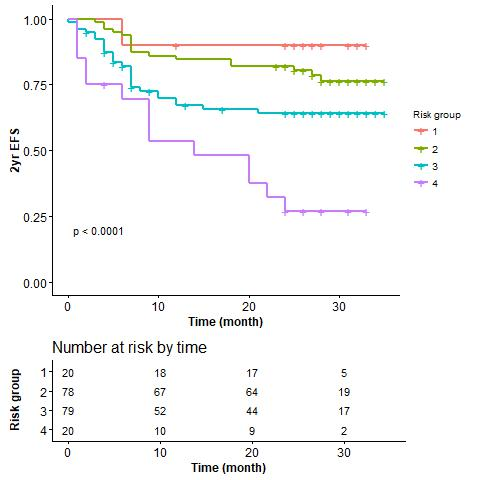 1.00
0.75
0.50
0.25
0.00
2yr EFS
p < 0.0001
0 10 20 30
Time (month)
Risk group
1
2
3
4
Number at risk by time
Risk group
1 20 18 17 5
2 78 67 64 19
3 79 52 44 17
4 20 10 9 2
0 10 20 30
Time (month)